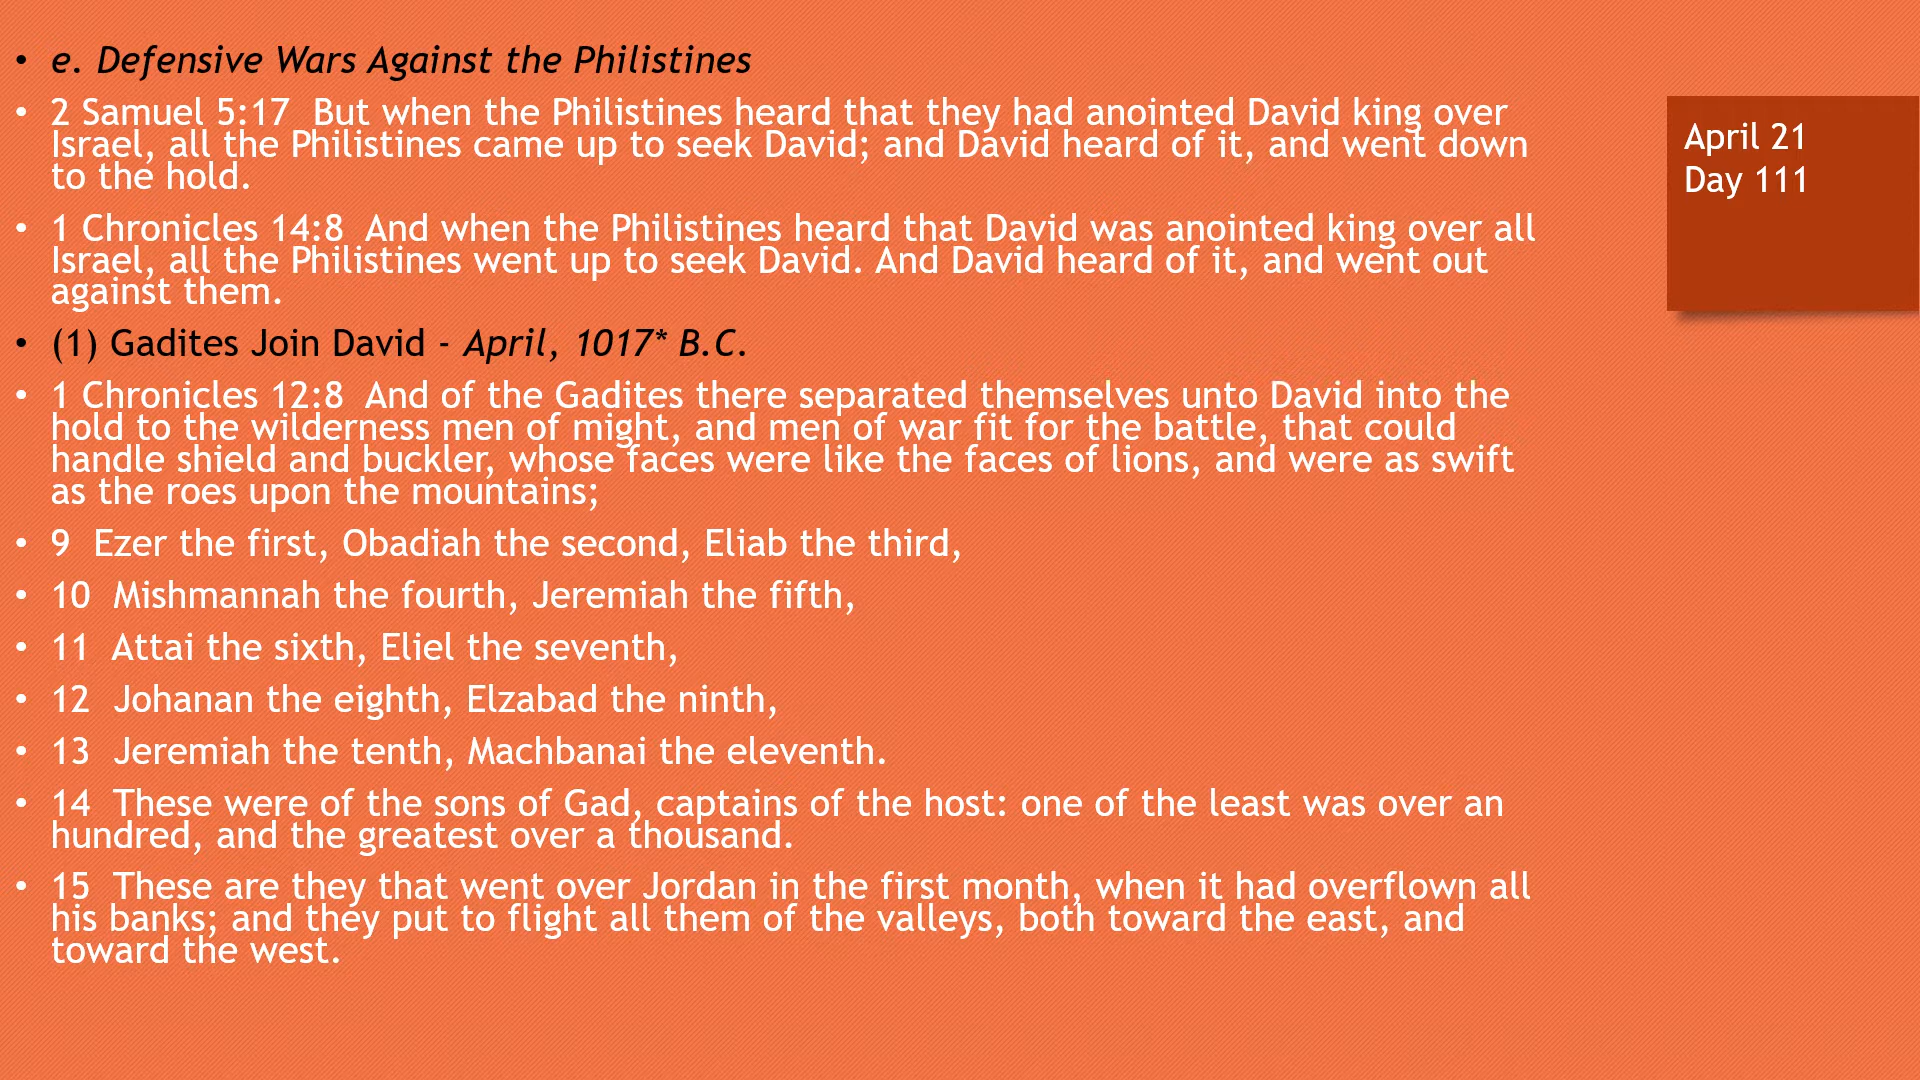 • e. Defensive Wars Against the Philistines
• 2 Samuel 5:17  But when the Philistines heard that they had anointed David king over
Israel, all the Philistines came up to seek David; and David heard of it, and went down
to the hold.
• 1 Chronicles 14:8  And when the Philistines heard that David was anointed king over all
Israel, all the Philistines went up to seek David. And David heard of it, and went out
against them.
• (1) Gadites Join David - April, 1017* B.C.
• 1 Chronicles 12:8  And of the Gadites there separated themselves unto David into the
hold to the wilderness men of might, and men of war fit for the battle, that could
handle shield and buckler, whose faces were like the faces of lions, and were as swift
as the roes upon the mountains;
• 9  Ezer the first, Obadiah the second, Eliab the third,
• 10  Mishmannah the fourth, Jeremiah the fifth,
• 11  Attai the sixth, Eliel the seventh,
• 12  Johanan the eighth, Elzabad the ninth,
• 13  Jeremiah the tenth, Machbanai the eleventh.
• 14  These were of the sons of Gad, captains of the host: one of the least was over an
hundred, and the greatest over a thousand.
• 15  These are they that went over Jordan in the first month, when it had overflown all
his banks; and they put to flight all them of the valleys, both toward the east, and
toward the west.
April 21
Day 111